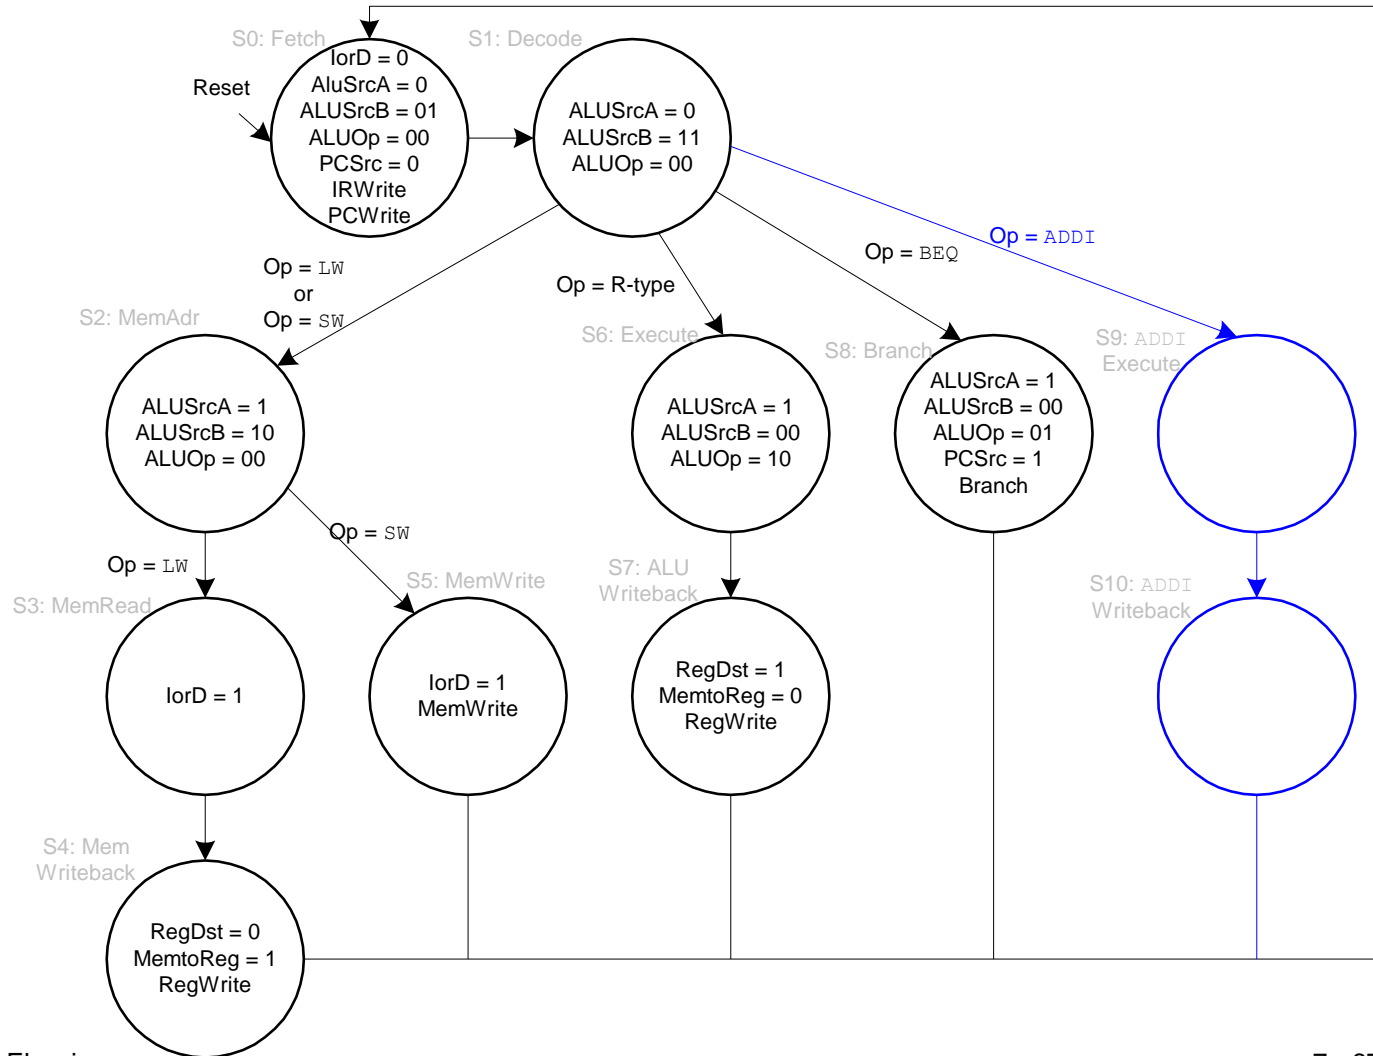 S0: Fetch
S1: Decode
Reset
IorD = 0
AluSrcA = 0
ALUSrcB = 01
ALUOp = 00
PCSrc = 0
IRWrite
PCWrite
ALUSrcA = 0
ALUSrcB = 11
ALUOp = 00
Op = LW
or
Op = SW
Op = R-type
Op = BEQ
Op = ADDI
S2: MemAdr
ALUSrcA = 1
ALUSrcB = 10
ALUOp = 00
S6: Execute
ALUSrcA = 1
ALUSrcB = 00
ALUOp = 10
S8: Branch
ALUSrcA = 1
ALUSrcB = 00
ALUOp = 01
PCSrc = 1
Branch
S9: ADDI
Execute
Op = LW
Op = SW
S3: MemRead
IorD = 1
S5: MemWrite
IorD = 1
MemWrite
S7: ALU
Writeback
RegDst = 1
MemtoReg = 0
RegWrite
S10: ADDI
Writeback
S4: Mem
Writeback
RegDst = 0
MemtoReg = 1
RegWrite